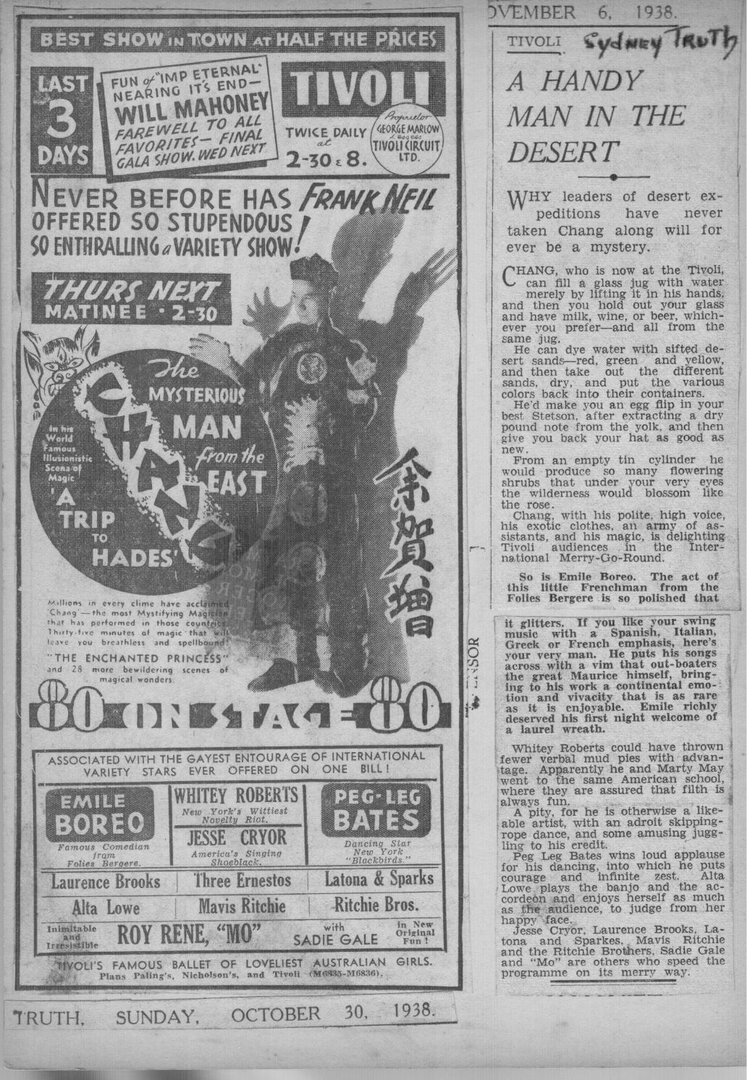 BEST SHOW IN TOWN AT HALF THE PRICES
LAST
3
DAYS
FUN of "IMP ETERNAL"
NEARING IT'S END—
WILL MAHONEY
FAREWELL TO ALL
FAVORITES— FINAL
GALA SHOW. WED NEXT
TIVOLI
TWICE DAILY
at
2-30 & 8.
Proprietor
GEORGE MARLOW
Lessees
TIVOLI CIRCUIT
LTD.
NEVER BEFORE HAS FRANK NEIL
OFFERED SO STUPENDOUS
SO ENTHRALLING a VARIETY SHOW!
THURS NEXT
MATINEE · 2-30
The
MYSTERIOUS
MAN
from the
EAST
CHANG
In his
World
Famous
Illusionistic
Scena of
Magic
'A
TRIP
TO
HADES'
余賀增
Millions in every clime have acclaimed
Chang — the most Mystifying Magician
that has performed in those countries
Thirty-five minutes of magic that will
leave you breathless and spellbound
"THE ENCHANTED PRINCESS"
and 28 more bewildering scenes of
magical wonders.
80 ON STAGE 80
ASSOCIATED WITH THE GAYEST ENTOURAGE OF INTERNATIONAL
VARIETY STARS EVER OFFERED ON ONE BILL!
EMILE
BOREO
Famous Comedian
from
Folies Bergere.
WHITEY ROBERTS
New York's Wittiest
Novelty Riot.
JESSE CRYOR
America's Singing
Shoeblack.
PEG-LEG
BATES
Dancing Star
New York
"Blackbirds."
Laurence Brooks | Three Ernestos | Latona & Sparks
Alta Lowe | Mavis Ritchie | Ritchie Bros.
Inimitable
and
Irresistible
ROY RENE, "MO"
with
SADIE GALE
in New
Original
Fun!
TIVOLI'S FAMOUS BALLET OF LOVELIEST AUSTRALIAN GIRLS.
Plans Paling's, Nicholson's, and Tivoli (M6835-M6836).
TRUTH, SUNDAY, OCTOBER 30, 1938.
OVEMBER 6, 1938.
TIVOLI Sydney Truth
A HANDY
MAN IN THE
DESERT
WHY leaders of desert ex-
peditions have never
taken Chang along will for
ever be a mystery.
CHANG, who is now at the Tivoli,
can fill a glass jug with water
merely by lifting it in his hands,
and then you hold out your glass
and have milk, wine, or beer, which-
ever you prefer—and all from the
same jug.
He can dye water with sifted de-
sert sands—red, green and yellow,
and then take out the different
sands, dry, and put the various
colors back into their containers.
He'd make you an egg flip in your
best Stetson, after extracting a dry
pound note from the yolk, and then
give you back your hat as good as
new.
From an empty tin cylinder he
would produce so many flowering
shrubs that under your very eyes
the wilderness would blossom like
the rose.
Chang, with his polite, high voice,
his exotic clothes, an army of as-
sistants, and his magic, is delighting
Tivoli audiences in the Inter-
national Merry-Go-Round.
So is Emile Boreo. The act of
this little Frenchman from the
Folies Bergere is so polished that
it glitters. If you like your swing
music with a Spanish, Italian,
Greek or French emphasis, here's
your very man. He puts his songs
across with a vim that out-boaters
the great Maurice himself, bring-
ing to his work a continental emo-
tion and vivacity that is as rare
as it is enjoyable. Emile richly
deserved his first night welcome of
a laurel wreath.
Whitey Roberts could have thrown
fewer verbal mud pies with advan-
tage. Apparently he and Marty May
went to the same American school,
where they are assured that filth is
always fun.
A pity, for he is otherwise a like-
able artist, with an adroit skipping-
rope dance, and some amusing jugg-
ling to his credit.
Peg Leg Bates wins loud applause
for his dancing, into which he puts
courage and infinite zest. Alta
Lowe plays the banjo and the ac-
cordeon and enjoys herself as much
as the audience, to judge from her
happy face.
Jesse Cryor, Laurence Brooks, La-
tona and Sparkes, Mavis Ritchie
and the Ritchie Brothers, Sadie Gale
and "Mo" are others who speed the
programme on its merry way.